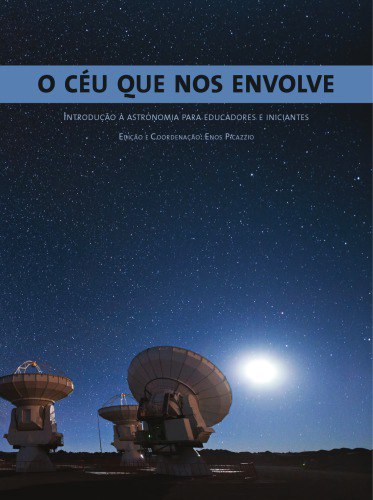 O CÉU QUE NOS ENVOLVE
Introdução à astronomia para educadores e iniciantes
Edição e Coordenação: Enos Picazzio